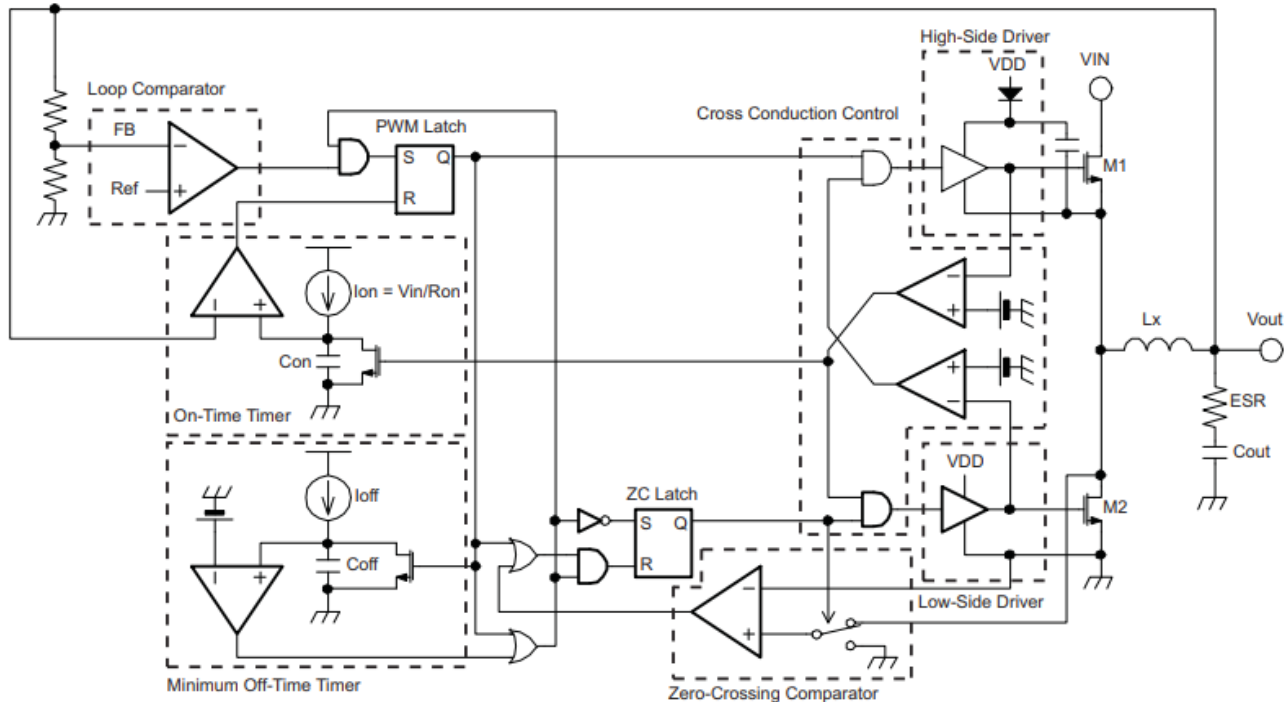 High-Side Driver
VDD
VIN
Loop Comparator
Cross Conduction Control
FB
PWM Latch
−
S Q
M1
Ref
+
R
Ion = Vin/Ron
−
+
−
+
Lx
Vout
Con
+
−
ESR
On-Time Timer
Cout
VDD
Ioff
ZC Latch
S Q
M2
−
+
Coff
R
−
Low-Side Driver
+
Minimum Off-Time Timer
Zero-Crossing Comparator